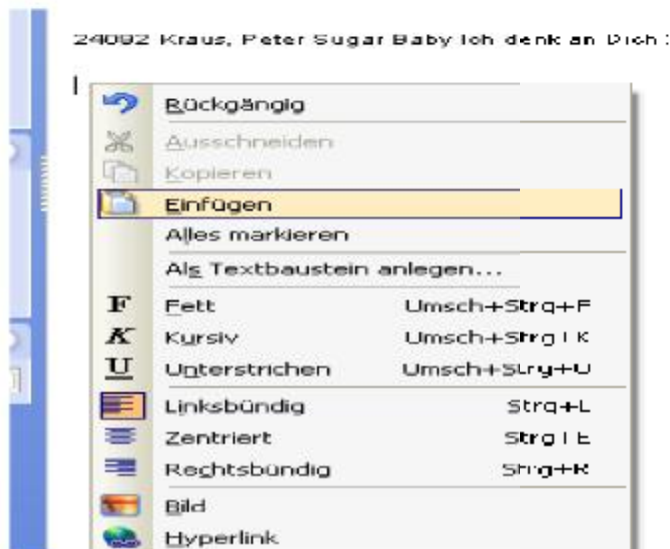 24092 Kraus, Peter Sugar Baby Ich denk an Dich
Rückgängig
Ausschneiden
Kopieren
Einfügen
Alles markieren
Als Textbaustein anlegen...
F Fett Umsch+Strg+F
K Kursiv Umsch+Strg+K
U Unterstrichen Umsch+Strg+U
Linksbündig Strg+L
Zentriert Strg+E
Rechtsbündig Strg+R
Bild
Hyperlink